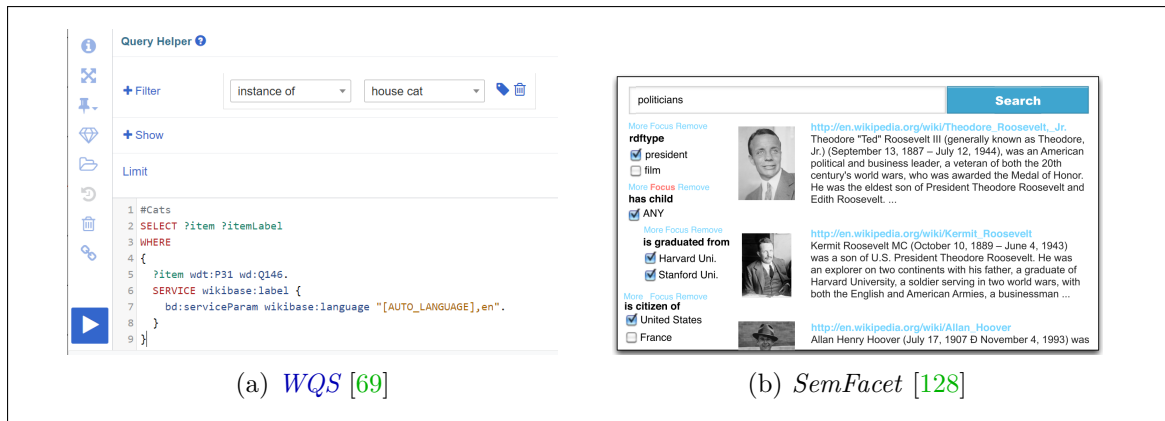 Query Helper
+ Filter
instance of
house cat
+ Show
Limit
1 #Cats
2 SELECT ?item ?itemLabel
3 WHERE
4 {
5 ?item wdt:P31 wd:Q146.
6 SERVICE wikibase:label {
7 bd:serviceParam wikibase:language "[AUTO_LANGUAGE],en".
8 }
9 }
(a) WQS [69]
politicians
Search
More Focus Remove
rdftype
president
film
More Focus Remove
has child
ANY
More Focus Remove
is graduated from
Harvard Uni.
Stanford Uni.
More Focus Remove
is citizen of
United States
France
http://en.wikipedia.org/wiki/Theodore_Roosevelt,_Jr.
Theodore "Ted" Roosevelt III (generally known as Theodore,
Jr.) (September 13, 1887 – July 12, 1944), was an American
political and business leader, a veteran of both the 20th
century's world wars, who was awarded the Medal of Honor.
He was the eldest son of President Theodore Roosevelt and
Edith Roosevelt. ...
http://en.wikipedia.org/wiki/Kermit_Roosevelt
Kermit Roosevelt MC (October 10, 1889 – June 4, 1943)
was a son of U.S. President Theodore Roosevelt. He was
an explorer on two continents with his father, a graduate of
Harvard University, a soldier serving in two world wars, with
both the English and American Armies, a businessman ...
http://en.wikipedia.org/wiki/Allan_Hoover
Allan Henry Hoover (July 17, 1907 Ð November 4, 1993) was
(b) SemFacet [128]